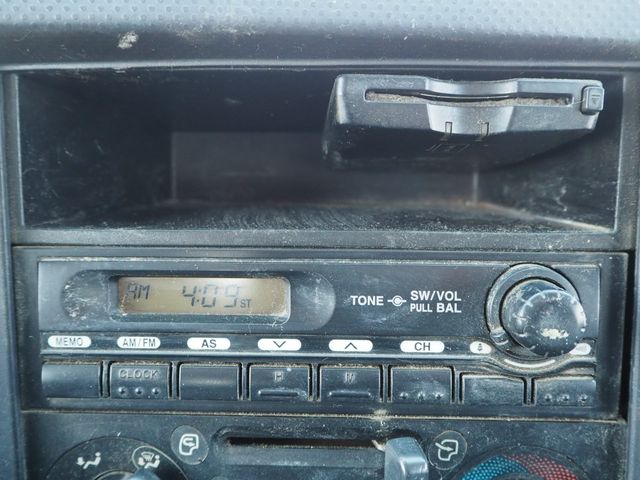 AM 4:09 ST
TONE SW/VOL
PULL BAL
MEMO AM/FM AS CH
CLOCK H M